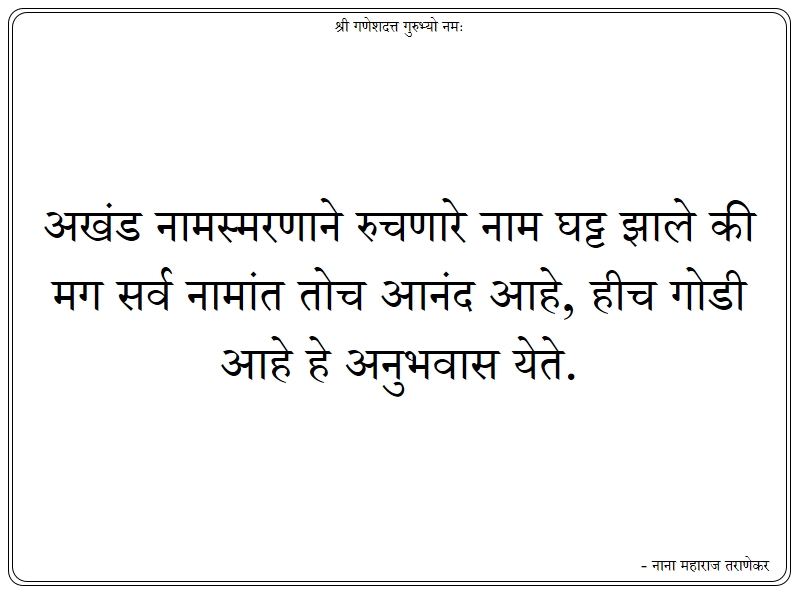 श्री गणेशदत्त गुरुभ्यो नमः
अखंड नामस्मरणाने रुचणारे नाम घट्ट झाले की
मग सर्व नामांत तोच आनंद आहे, हीच गोडी
आहे हे अनुभवास येते.
- नाना महाराज तराणेकर